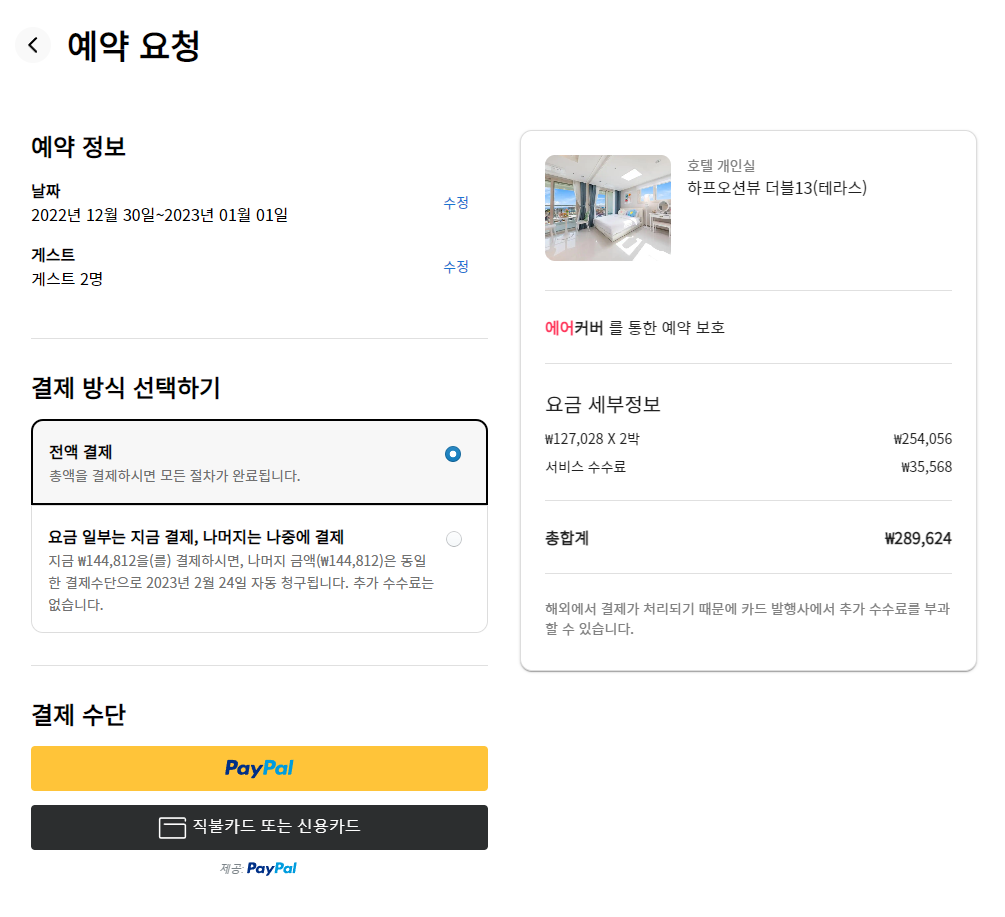 예약 요청
예약 정보
날짜
2022년 12월 30일~2023년 01월 01일
수정
게스트
게스트 2명
수정
결제 방식 선택하기
전액 결제
총액을 결제하시면 모든 절차가 완료됩니다.
요금 일부는 지금 결제, 나머지는 나중에 결제
지금 ₩144,812을(를) 결제하시면, 나머지 금액(₩144,812)은 동일
한 결제수단으로 2023년 2월 24일 자동 청구됩니다. 추가 수수료는
없습니다.
결제 수단
PayPal
직불카드 또는 신용카드
제공: PayPal
호텔 개인실
하프오션뷰 더블13(테라스)
에어커버 를 통한 예약 보호
요금 세부정보
₩127,028 X 2박 ₩254,056
서비스 수수료 ₩35,568
총합계 ₩289,624
해외에서 결제가 처리되기 때문에 카드 발행사에서 추가 수수료를 부과
할 수 있습니다.